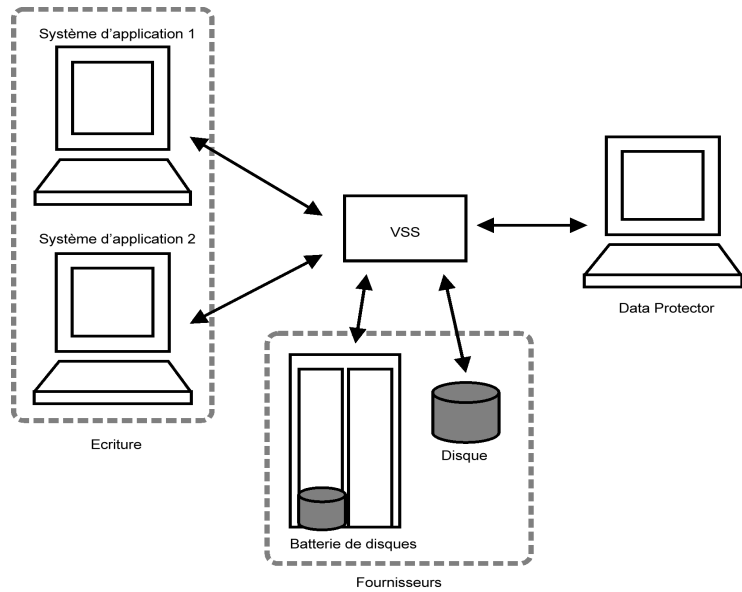 Système d'application 1
Système d'application 2
Ecriture
VSS
Data Protector
Disque
Batterie de disques
Fournisseurs